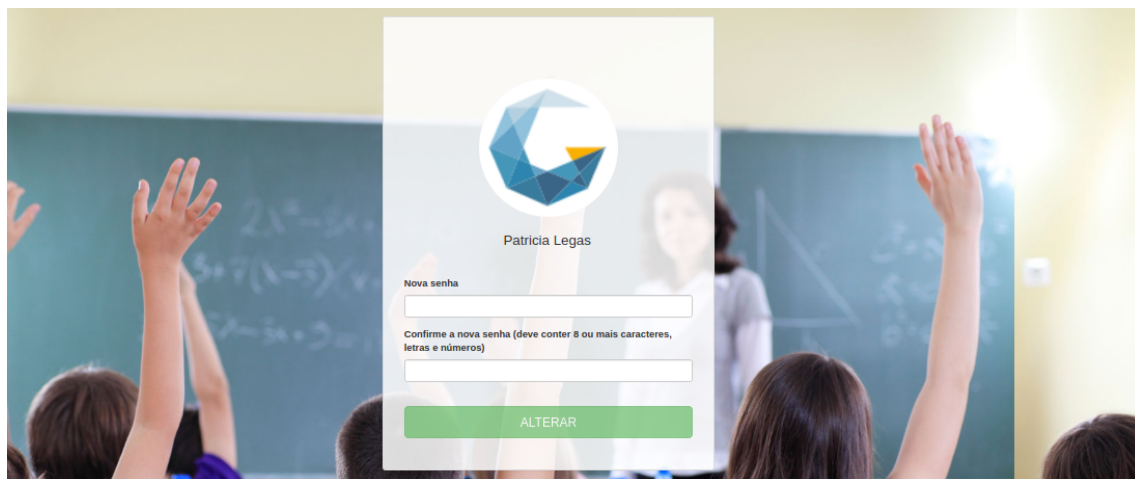 Patricia Legas
Nova senha
Confirme a nova senha (deve conter 8 ou mais caracteres,
letras e números)
ALTERAR